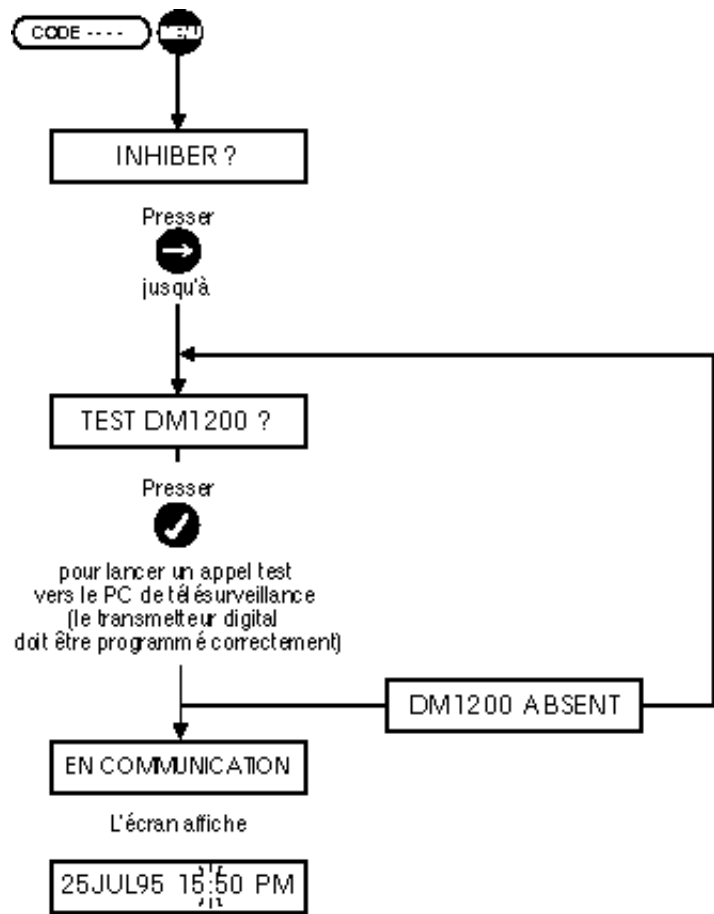 CODE ---- MENU
INHIBER ?
Presser
jusqu'à
TEST DM1200 ?
Presser
pour lancer un appel test
vers le PC de télésurveillance
(le transmetteur digital
doit être programmé correctement)
DM1200 ABSENT
EN COMMUNICATION
L'écran affiche
25JUL95 15:50 PM